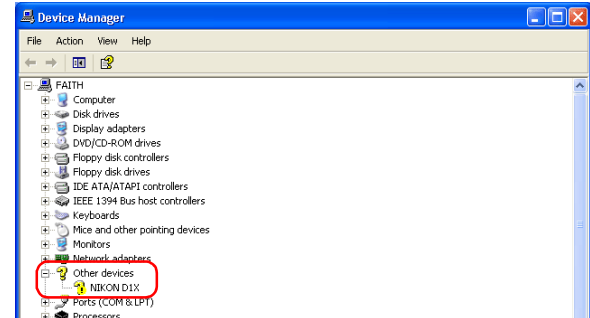 Device Manager
File Action View Help
FAITH
Computer
Disk drives
Display adapters
DVD/CD-ROM drives
Floppy disk controllers
Floppy disk drives
IDE ATA/ATAPI controllers
IEEE 1394 Bus host controllers
Keyboards
Mice and other pointing devices
Monitors
Network adapters
Other devices
NIKON D1X
Ports (COM & LPT)
Processors